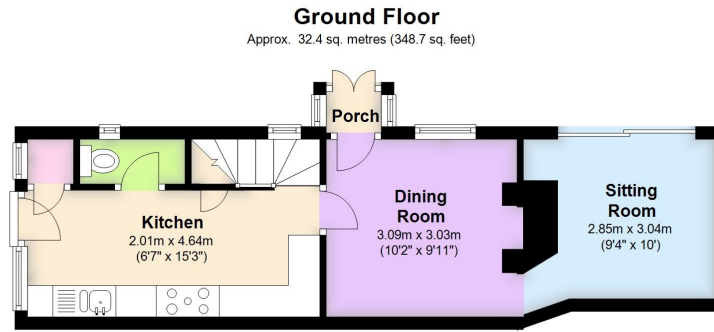 Ground Floor
Approx. 32.4 sq. metres (348.7 sq. feet)
Porch
Kitchen
2.01m x 4.64m
(6'7" x 15'3")
Dining
Room
3.09m x 3.03m
(10'2" x 9'11")
Sitting
Room
2.85m x 3.04m
(9'4" x 10')